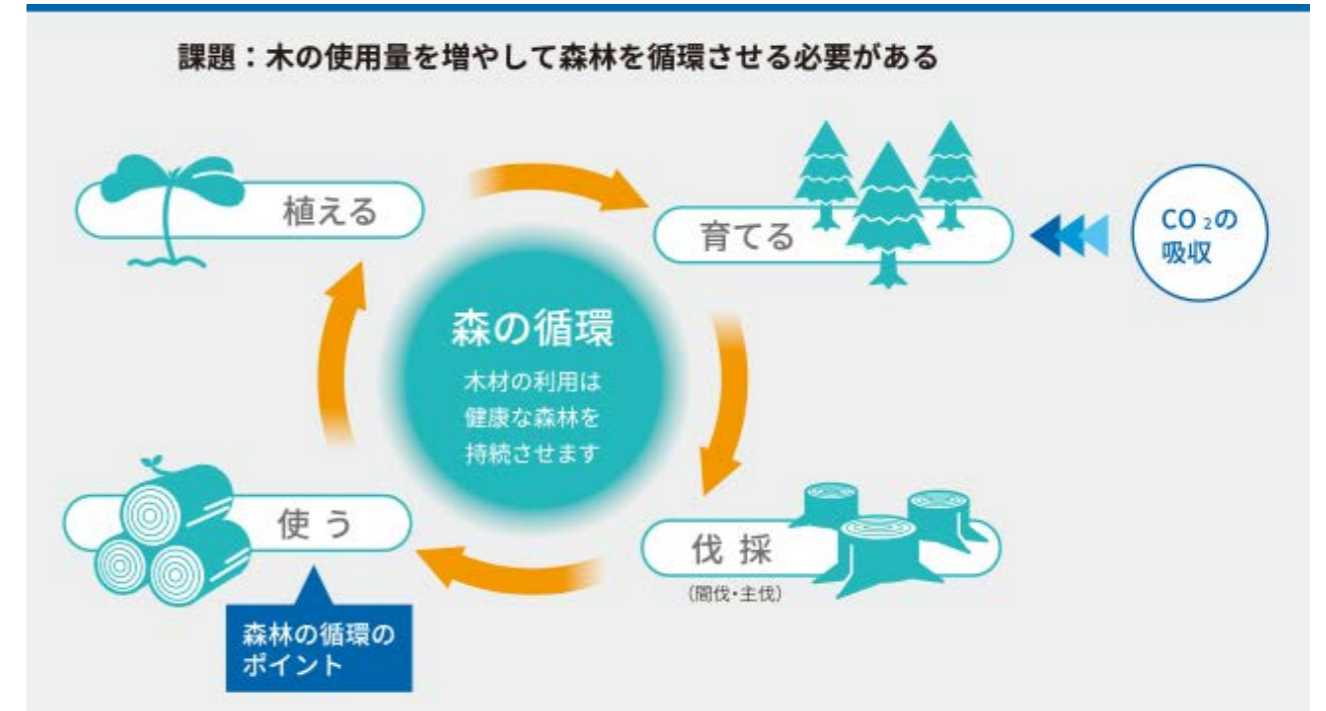 課題：木の使用量を増やして森林を循環させる必要がある
植える
育てる
CO₂の
吸収
森の循環
木材の利用は
健康な森林を
持続させます
使う
伐採
（間伐・主伐）
森林の循環の
ポイント